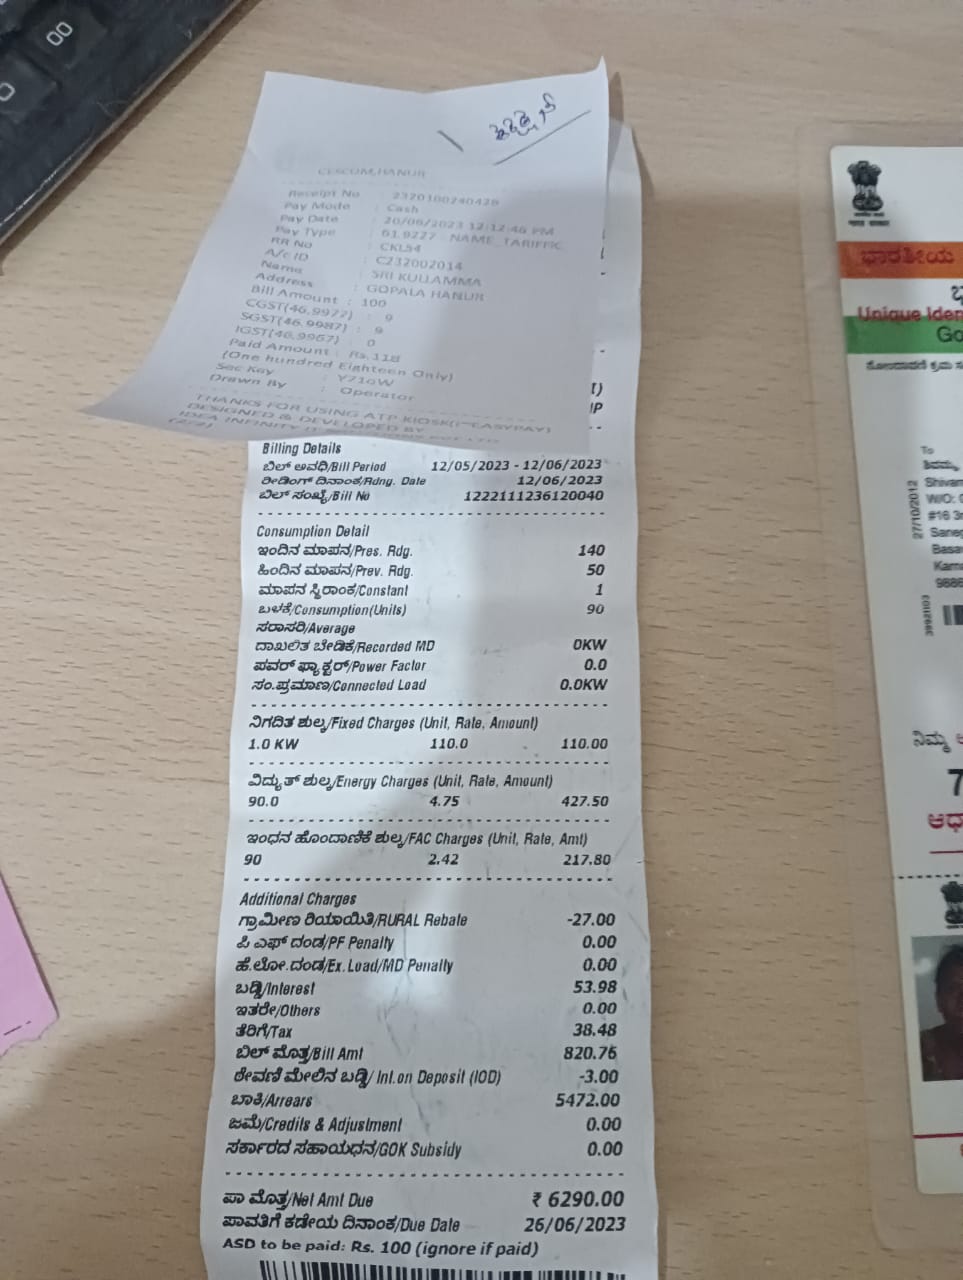 CESCOM,HANUR
Receipt No : 2320100240428
Pay Mode : Cash
Pay Date : 20/06/2023 12:12:46 PM
Pay Type : 61.9227 - NAME_TARIFFIC
RR No : CKL54
A/c ID : C232002014
Name : SRI KULLAMMA
Address : GOPALA HANUR
Bill Amount : 100
CGST(46.9977) : 9
SGST(46.9987) : 9
IGST(46.9967) : 0
Paid Amount : Rs.118
(One hundred Eighteen Only)
Sec Key :
Drawn By : Operator
THANKS FOR USING ATP KIOSK(I-EASYPAY)
DESIGNED & DEVELOPED BY
IDEA INFINITY IT
Billing Details
ಬಿಲ್ ಅವಧಿ/Bill Period 12/05/2023 - 12/06/2023
ರೀಡಿಂಗ್ ದಿನಾಂಕ/Rdng. Date 12/06/2023
ಬಿಲ್ ಸಂಖ್ಯೆ/Bill No 1222111236120040
Consumption Detail
ಇಂದಿನ ಮಾಪನ/Pres. Rdg. 140
ಹಿಂದಿನ ಮಾಪನ/Prev. Rdg. 50
ಮಾಪನ ಸ್ಥಿರಾಂಕ/Constant 1
ಬಳಕೆ/Consumption(Units) 90
ಸರಾಸರಿ/Average
ದಾಖಲಿತ ಬೇಡಿಕೆ/Recorded MD 0KW
ಪವರ್ ಫ್ಯಾಕ್ಟರ್/Power Factor 0.0
ಸಂ.ಪ್ರಮಾಣ/Connected Load 0.0KW
ನಿಗದಿತ ಶುಲ್ಕ/Fixed Charges (Unit, Rate, Amount)
1.0 KW 110.0 110.00
ವಿದ್ಯುತ್ ಶುಲ್ಕ/Energy Charges (Unit, Rate, Amount)
90.0 4.75 427.50
ಇಂಧನ ಹೊಂದಾಣಿಕೆ ಶುಲ್ಕ/FAC Charges (Unit, Rate, Amt)
90 2.42 217.80
Additional Charges
ಗ್ರಾಮೀಣ ರಿಯಾಯಿತಿ/RURAL Rebate -27.00
ಪಿ ಎಫ್ ದಂಡ/PF Penalty 0.00
ಹೆ.ಲೋ.ದಂಡ/Ex.Load/MD Penalty 0.00
ಬಡ್ಡಿ/Interest 53.98
ಇತರೇ/Others 0.00
ತೆರಿಗೆ/Tax 38.48
ಬಿಲ್ ಮೊತ್ತ/Bill Amt 820.76
ಠೇವಣಿ ಮೇಲಿನ ಬಡ್ಡಿ/ Int.on Deposit (IOD) -3.00
ಬಾಕಿ/Arrears 5472.00
ಜಮೆ/Credits & Adjustment 0.00
ಸರ್ಕಾರದ ಸಹಾಯಧನ/GOK Subsidy 0.00
ಪಾ ಮೊತ್ತ/Net Amt Due ₹ 6290.00
ಪಾವತಿಗೆ ಕಡೇಯ ದಿನಾಂಕ/Due Date 26/06/2023
ASD to be paid: Rs. 100 (ignore if paid)
ಭಾರತೀಯ
Unique
To
Shivam
W/O:
#16
27/10/2012
ನಿಮ್ಮ